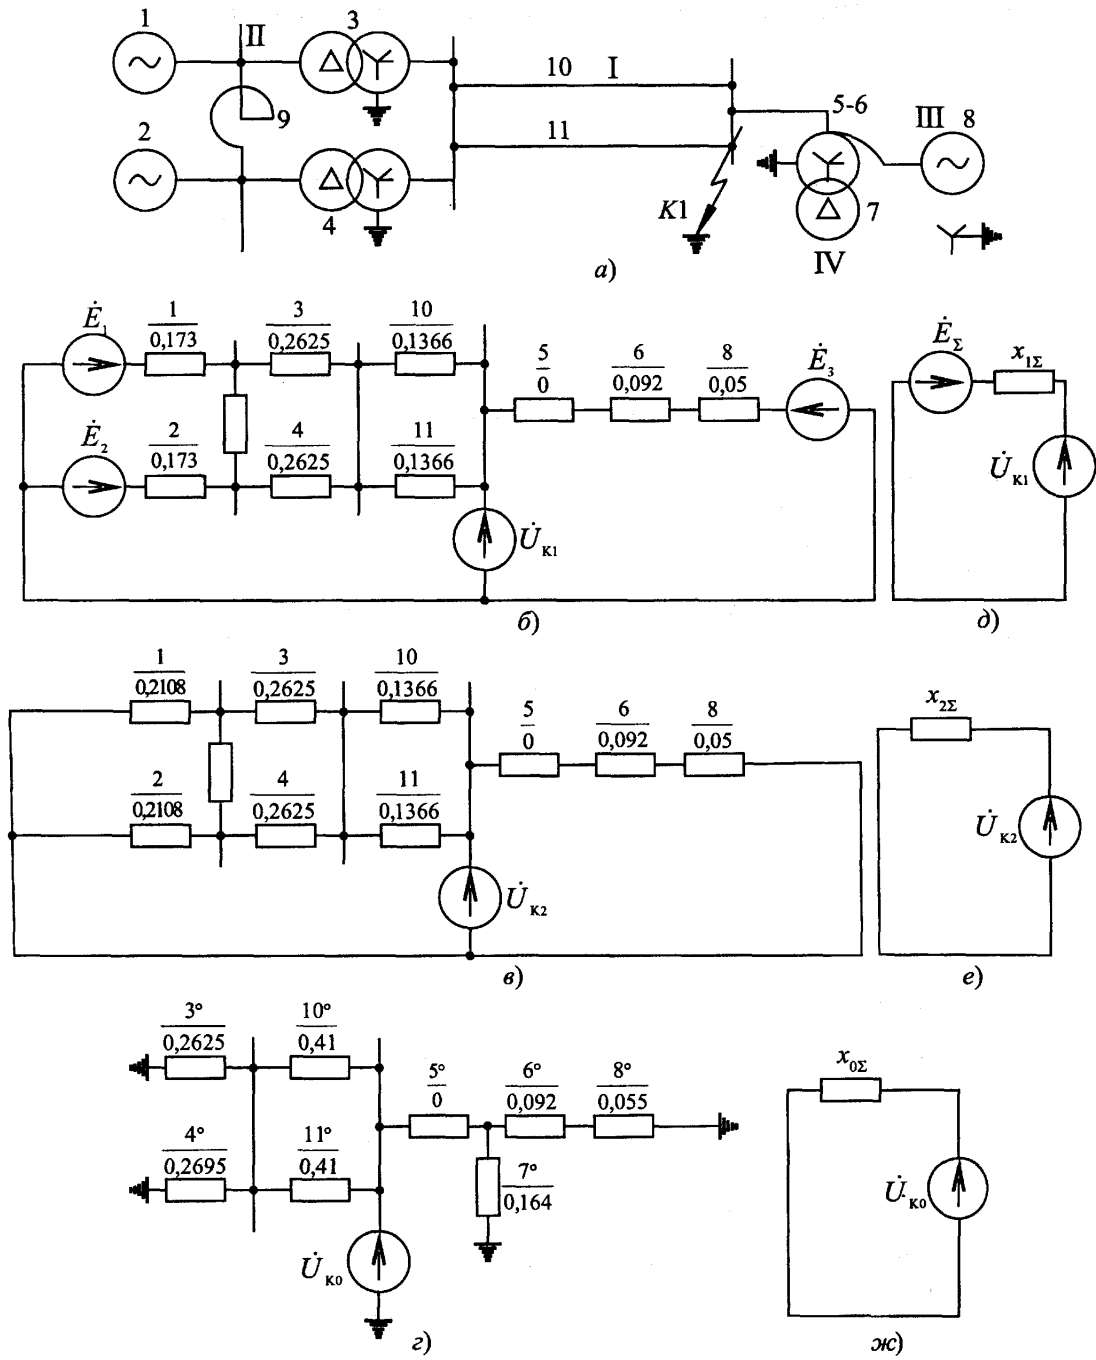 1
II
3
10
I
5-6
III
8
9
2
11
K1
7
4
IV
а)
Ė₁
1
0,173
3
0,2625
10
0,1366
5
0
6
0,092
8
0,05
Ė₃
Ė₂
2
0,173
4
0,2625
11
0,1366
U̇к1
б)
ĖΣ
x1Σ
U̇к1
д)
1
0,2108
3
0,2625
10
0,1366
5
0
6
0,092
8
0,05
2
0,2108
4
0,2625
11
0,1366
U̇к2
в)
x2Σ
U̇к2
е)
3°
0,2625
10°
0,41
5°
0
6°
0,092
8°
0,055
4°
0,2695
11°
0,41
7°
0,164
U̇к0
г)
x0Σ
U̇к0
ж)